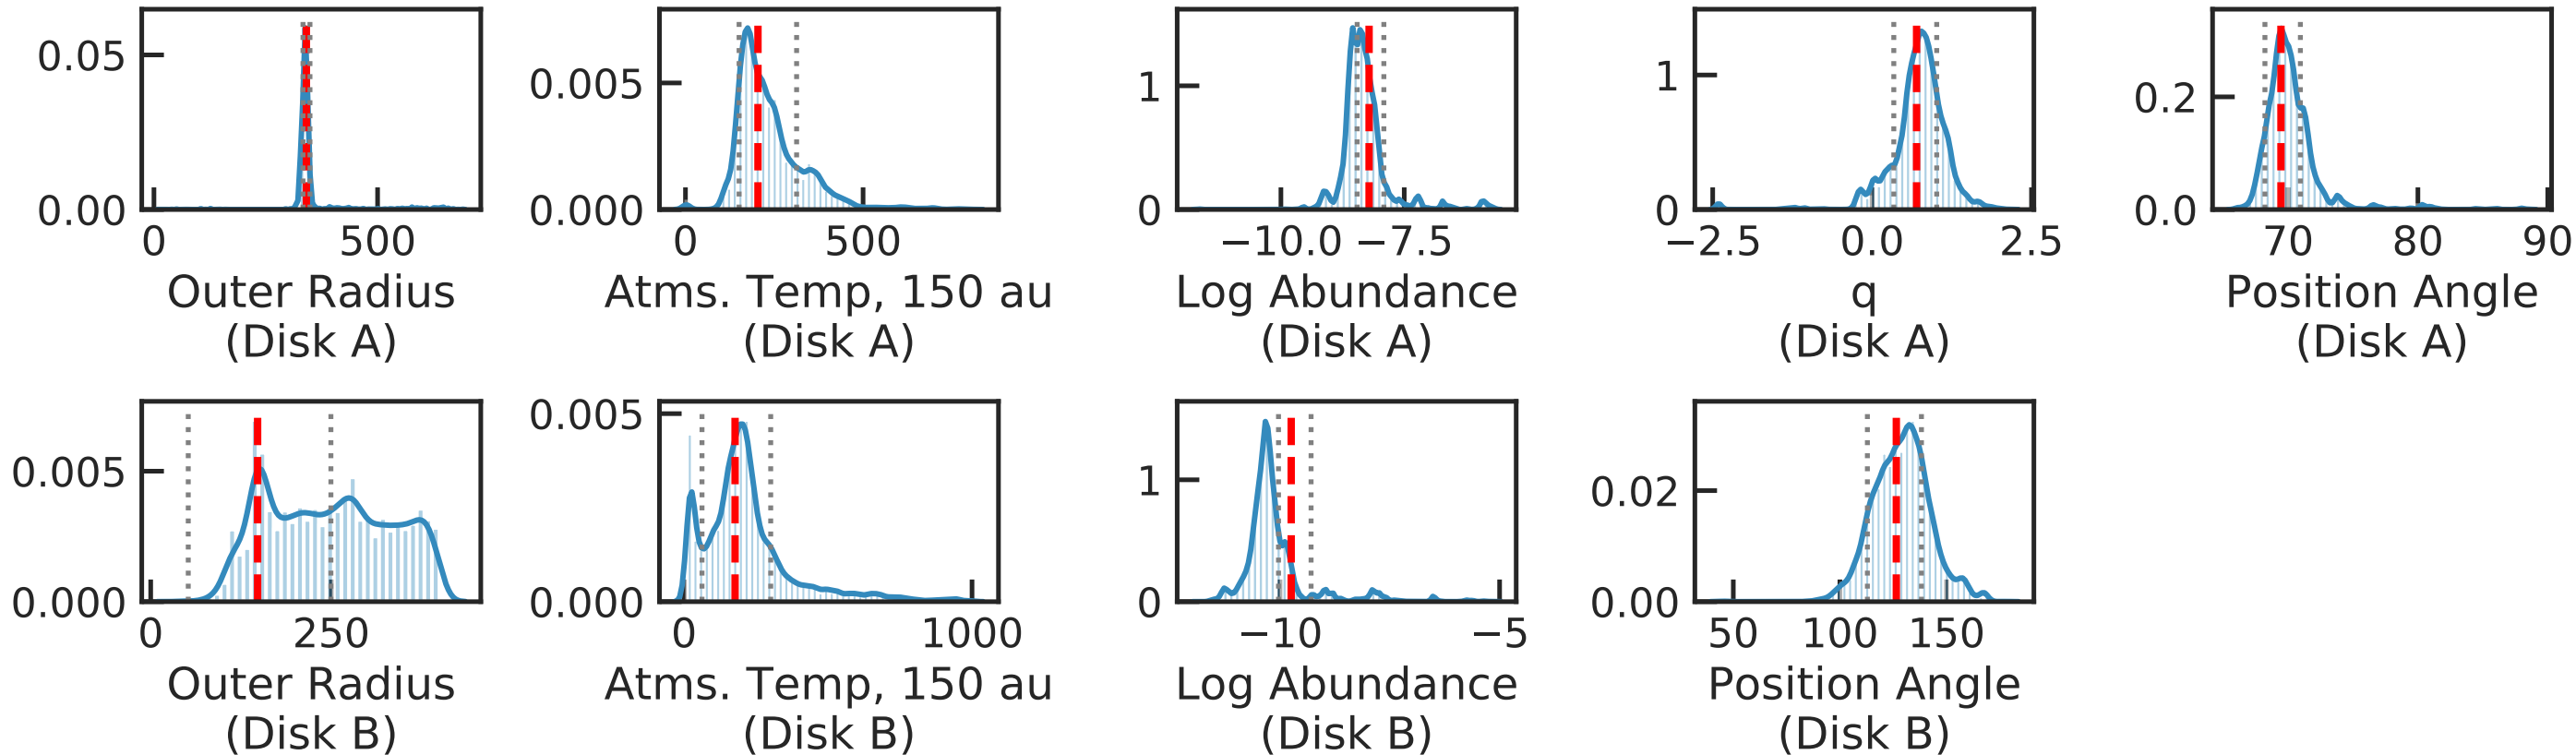 0.05
0.00
0
500
Outer Radius
(Disk A)
0.005
0.000
0
500
Atms. Temp, 150 au
(Disk A)
1
0
−10.0
−7.5
Log Abundance
(Disk A)
1
0
−2.5
0.0
2.5
q
(Disk A)
0.2
0.0
70
80
90
Position Angle
(Disk A)
0.005
0.000
0
250
Outer Radius
(Disk B)
0.005
0.000
0
1000
Atms. Temp, 150 au
(Disk B)
1
0
−10
−5
Log Abundance
(Disk B)
0.02
0.00
50
100
150
Position Angle
(Disk B)